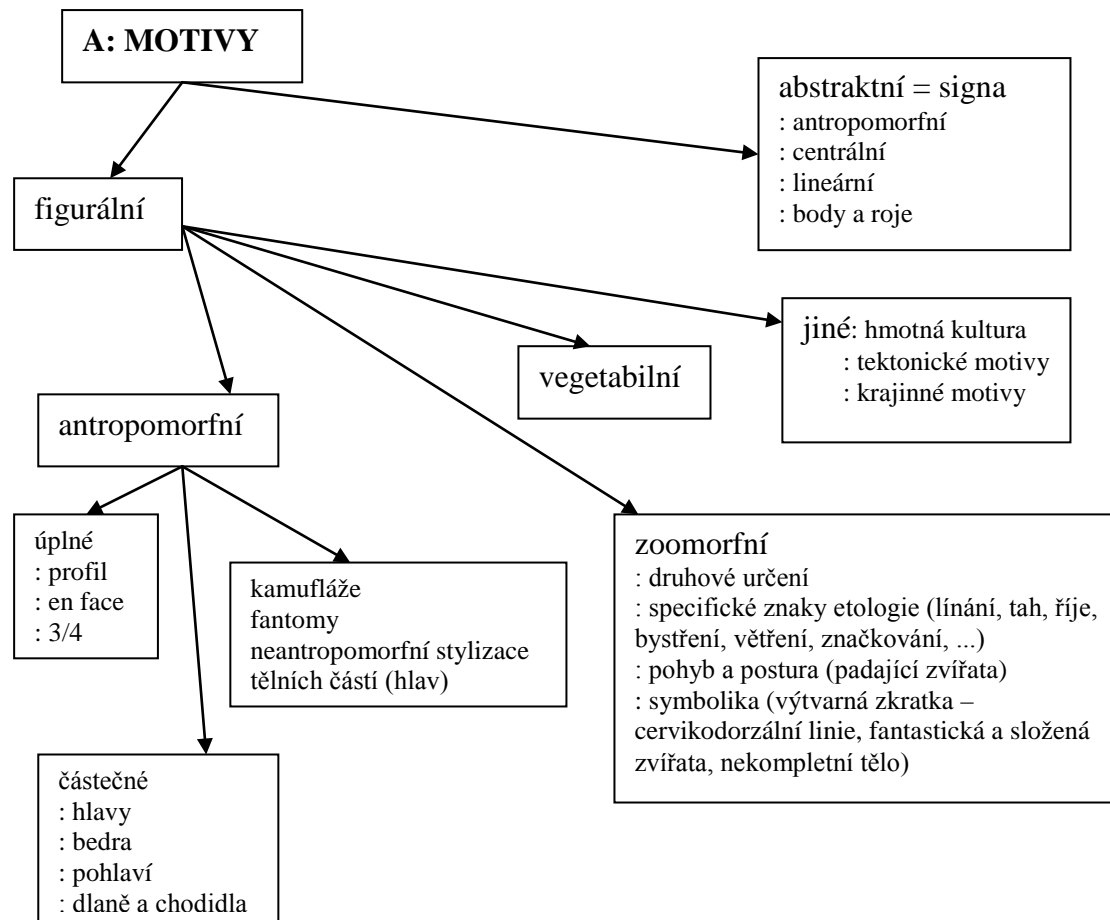 A: MOTIVY
abstraktní = signa
: antropomorfní
: centrální
: lineární
: body a roje
figurální
jiné: hmotná kultura
: tektonické motivy
: krajinné motivy
vegetabilní
antropomorfní
úplné
: profil
: en face
: 3/4
kamufláže
fantomy
neantropomorfní stylizace
tělních částí (hlav)
zoomorfní
: druhové určení
: specifické znaky etologie (línání, tah, říje,
bystření, větření, značkování, ...)
: pohyb a postura (padající zvířata)
: symbolika (výtvarná zkratka –
cervikodorzální linie, fantastická a složená
zvířata, nekompletní tělo)
částečné
: hlavy
: bedra
: pohlaví
: dlaně a chodidla